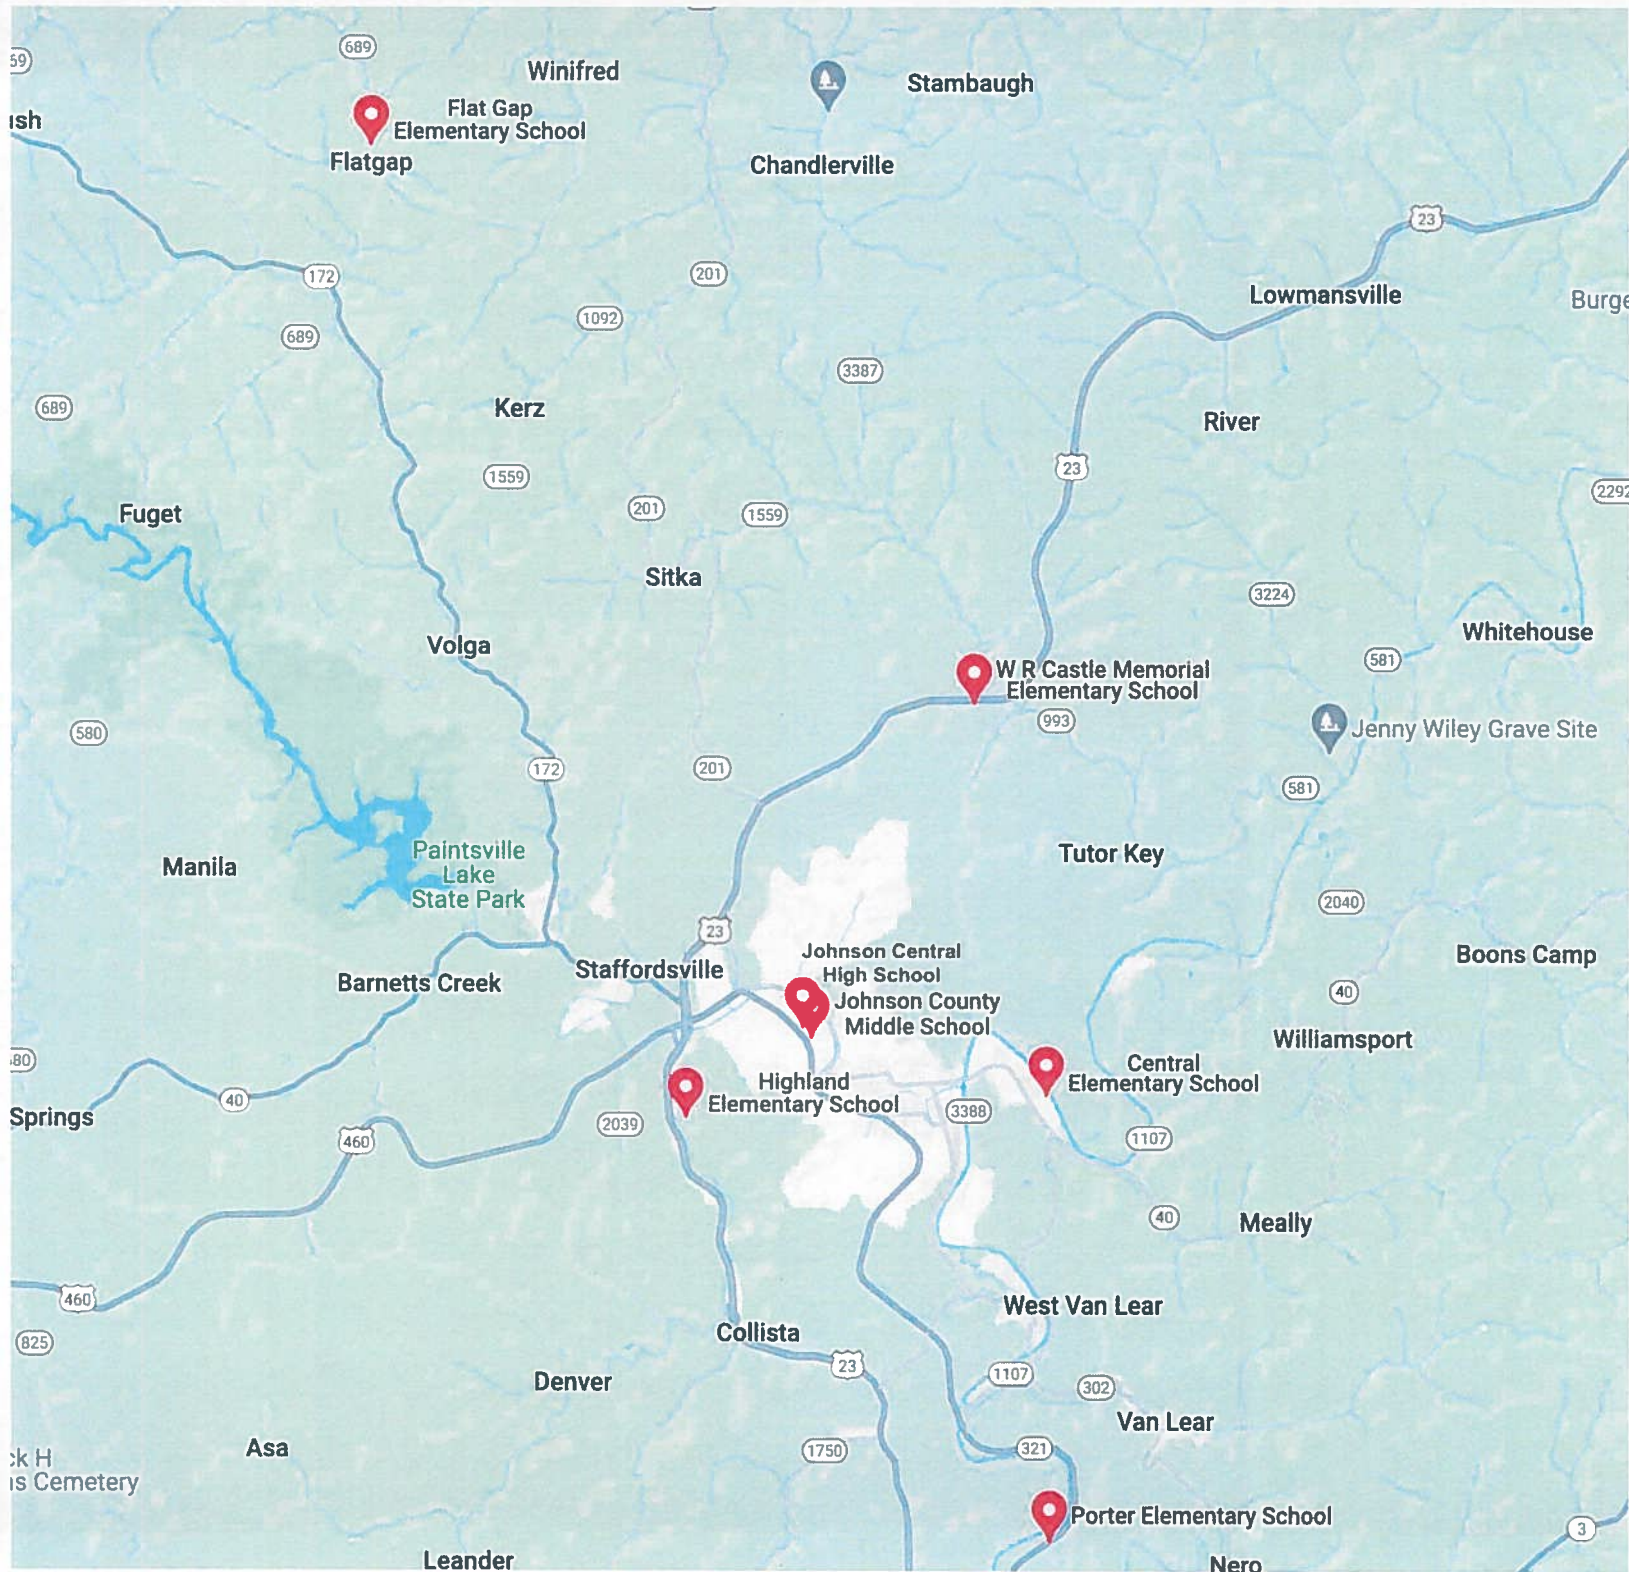 689
Winifred
Stambaugh
Flat Gap
Elementary School
Flatgap
Chandlerville
23
172
201
Lowmansville
1092
689
3387
689
Kerz
River
23
1559
2292
201
1559
Fuget
Sitka
3224
Whitehouse
Volga
581
W R Castle Memorial
Elementary School
993
Jenny Wiley Grave Site
580
172
201
581
Paintsville
Lake
State Park
Manila
Tutor Key
2040
23
Johnson Central
High School
Boons Camp
Staffordsville
Barnetts Creek
40
Johnson County
Middle School
Williamsport
Central
Elementary School
Highland
Elementary School
40
Springs
3388
2039
460
1107
40
Meally
460
West Van Lear
825
Collista
23
1107
302
Denver
Van Lear
Asa
1750
321
Cemetery
Porter Elementary School
3
Leander
Nero